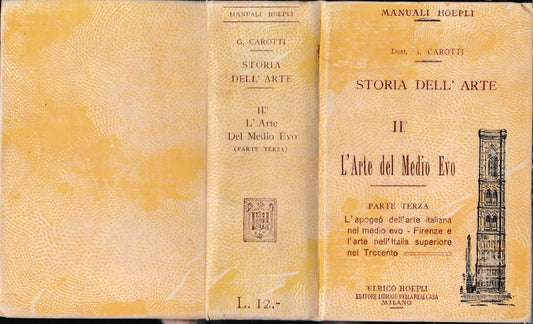 MANUALI HOEPLI
G. CAROTTI
STORIA
DELL' ARTE
II.º
L' Arte
Del Medio Evo
(PARTE TERZA)
L. 12.-
MANUALI HOEPLI
Dott. G. CAROTTI
STORIA DELL' ARTE
II.º
L'Arte del Medio Evo
PARTE TERZA
L'apogeo dell'arte italiana
nel medio evo - Firenze e
l'arte nell'Italia superiore
nel Trecento
ULRICO HOEPLI
EDITORE LIBRAIO DELLA REAL CASA
MILANO